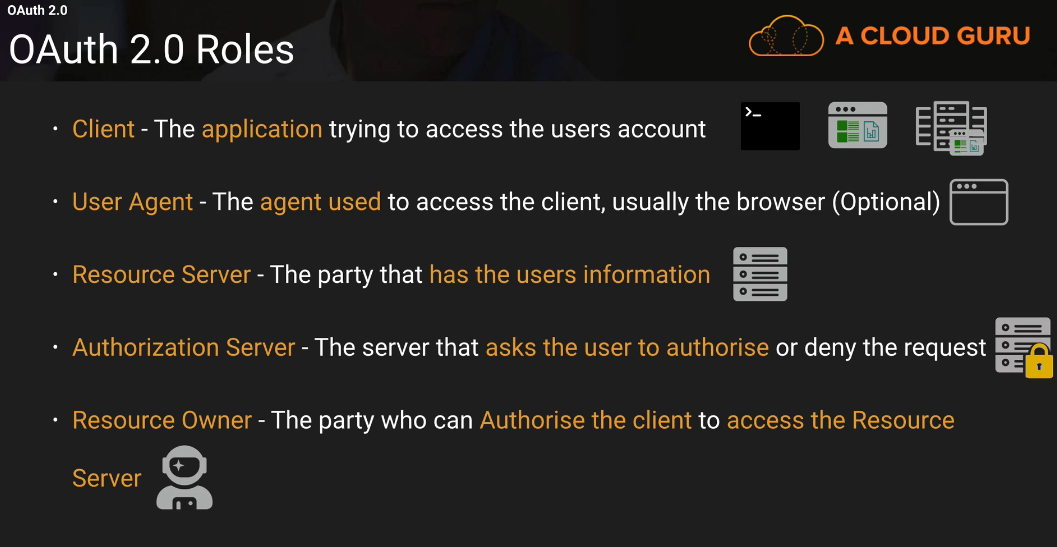 OAuth 2.0
OAuth 2.0 Roles
A CLOUD GURU
· Client - The application trying to access the users account
>_
· User Agent - The agent used to access the client, usually the browser (Optional)
· Resource Server - The party that has the users information
· Authorization Server - The server that asks the user to authorise or deny the request
· Resource Owner - The party who can Authorise the client to access the Resource
Server